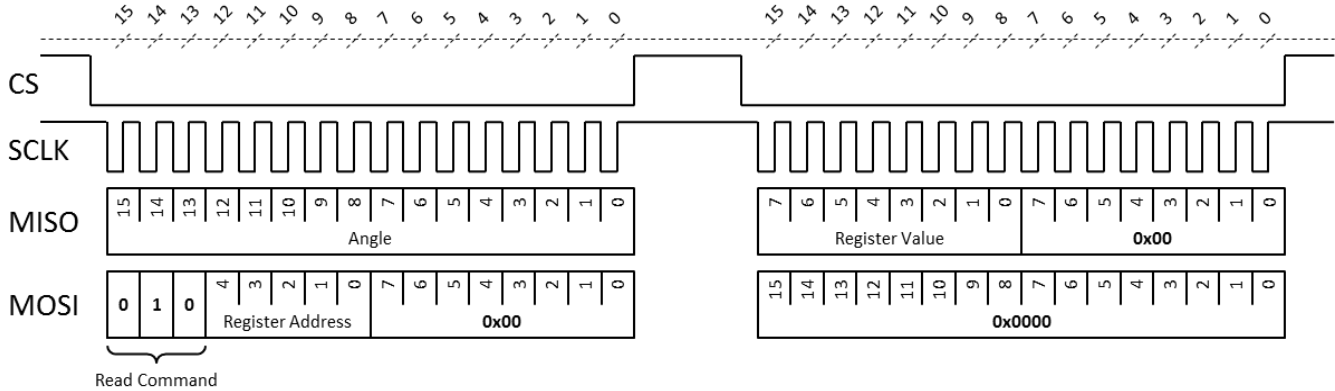 15 14 13 12 11 10 9 8 7 6 5 4 3 2 1 0 15 14 13 12 11 10 9 8 7 6 5 4 3 2 1 0
CS
SCLK
MISO
15 14 13 12 11 10 9 8 7 6 5 4 3 2 1 0 7 6 5 4 3 2 1 0 7 6 5 4 3 2 1 0
Angle Register Value 0x00
MOSI
0 1 0 4 3 2 1 0 7 6 5 4 3 2 1 0 15 14 13 12 11 10 9 8 7 6 5 4 3 2 1 0
Register Address 0x00 0x0000
Read Command